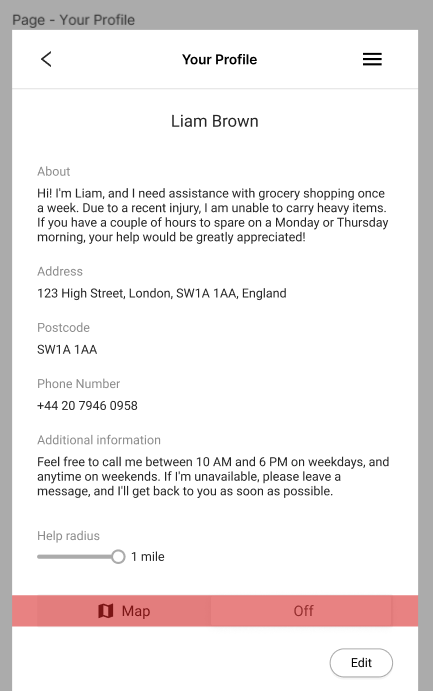 Page - Your Profile
Your Profile
Liam Brown
About
Hi! I'm Liam, and I need assistance with grocery shopping once
a week. Due to a recent injury, I am unable to carry heavy items.
If you have a couple of hours to spare on a Monday or Thursday
morning, your help would be greatly appreciated!
Address
123 High Street, London, SW1A 1AA, England
Postcode
SW1A 1AA
Phone Number
+44 20 7946 0958
Additional information
Feel free to call me between 10 AM and 6 PM on weekdays, and
anytime on weekends. If I'm unavailable, please leave a
message, and I'll get back to you as soon as possible.
Help radius
1 mile
Map Off
Edit